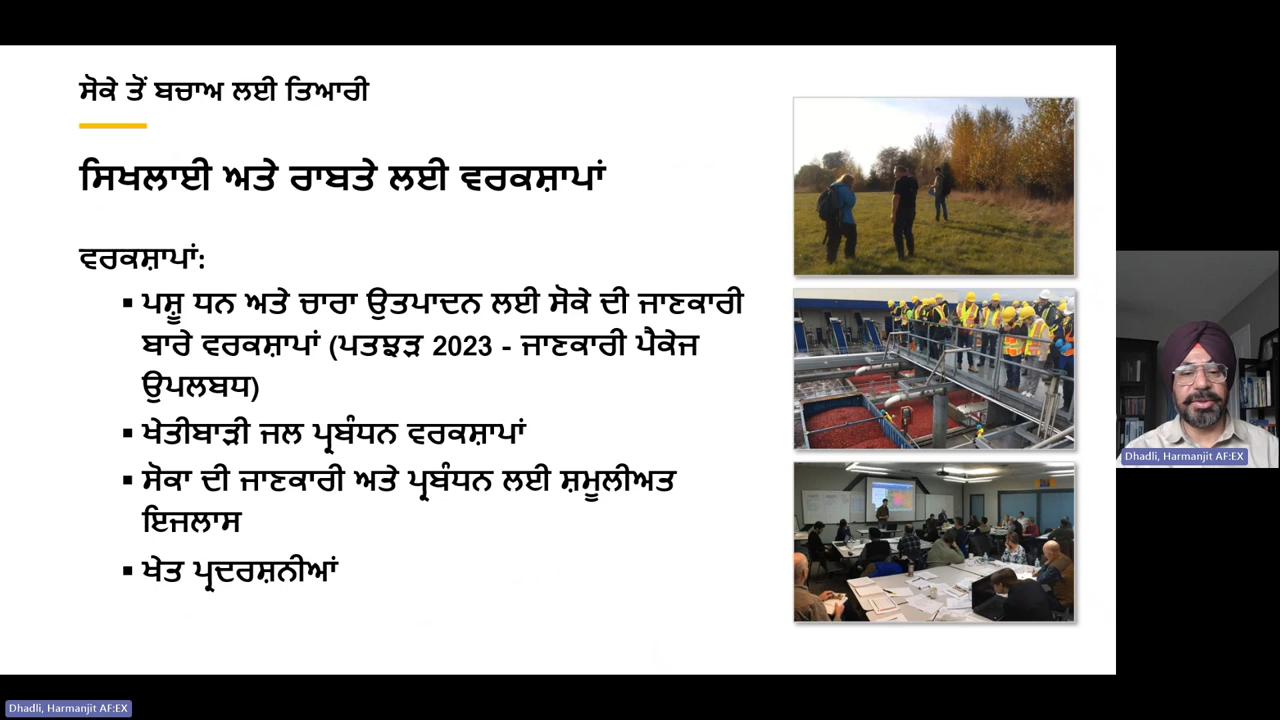 ਸੋਕੇ ਤੋਂ ਬਚਾਅ ਲਈ ਤਿਆਰੀ
ਸਿਖਲਾਈ ਅਤੇ ਰਾਬਤੇ ਲਈ ਵਰਕਸ਼ਾਪਾਂ
ਵਰਕਸ਼ਾਪਾਂ:
▪ ਪਸ਼ੂ ਧਨ ਅਤੇ ਚਾਰਾ ਉਤਪਾਦਨ ਲਈ ਸੋਕੇ ਦੀ ਜਾਣਕਾਰੀ
ਬਾਰੇ ਵਰਕਸ਼ਾਪਾਂ (ਪਤਝੜ 2023 - ਜਾਣਕਾਰੀ ਪੈਕੇਜ
ਉਪਲਬਧ)
▪ ਖੇਤੀਬਾੜੀ ਜਲ ਪ੍ਰਬੰਧਨ ਵਰਕਸ਼ਾਪਾਂ
▪ ਸੋਕਾ ਦੀ ਜਾਣਕਾਰੀ ਅਤੇ ਪ੍ਰਬੰਧਨ ਲਈ ਸ਼ਮੂਲੀਅਤ
ਇਜਲਾਸ
▪ ਖੇਤ ਪ੍ਰਦਰਸ਼ਨੀਆਂ
Dhadli, Harmanjit AF:EX
Dhadli, Harmanjit AF:EX